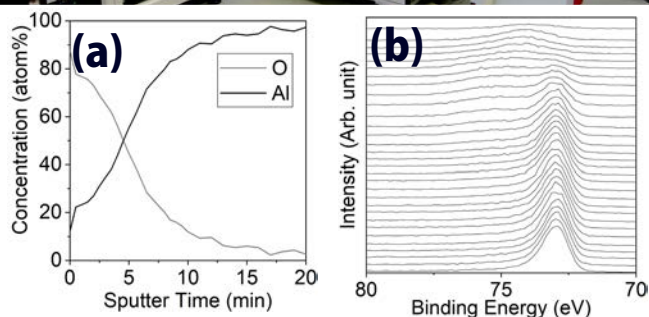 (a)
Concentration (atom%)
100
80
60
40
20
0
O
Al
0
5
10
15
20
Sputter Time (min)
(b)
Intensity (Arb. unit)
80
75
70
Binding Energy (eV)